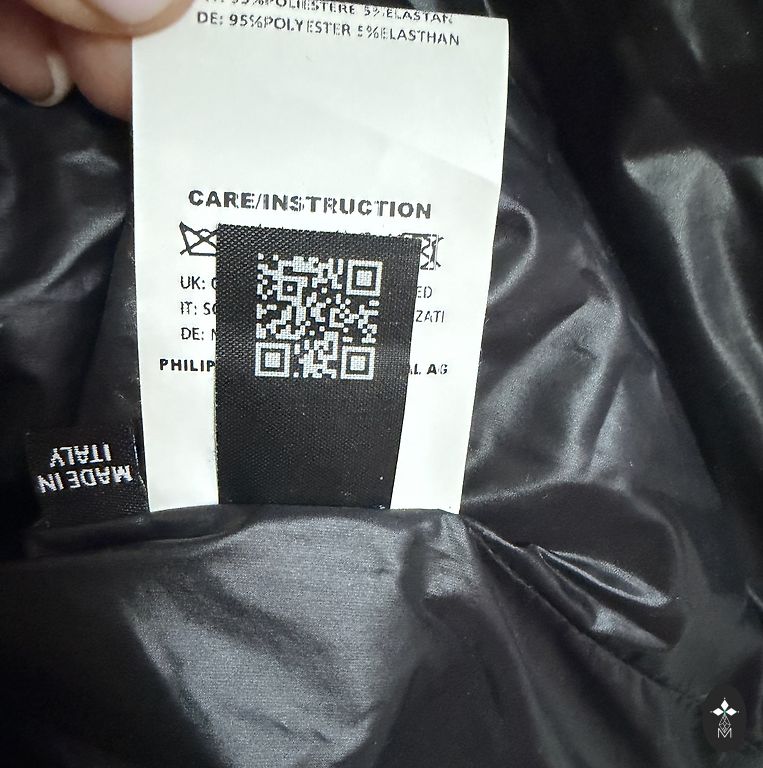 95%POLIESTERE 5%ELASTAN
DE: 95%POLYESTER 5%ELASTHAN
CARE/INSTRUCTION
UK:
ED
IT: SC
ZATI
DE: N
PHILIP
AL AG
MADE IN
ITALY
M